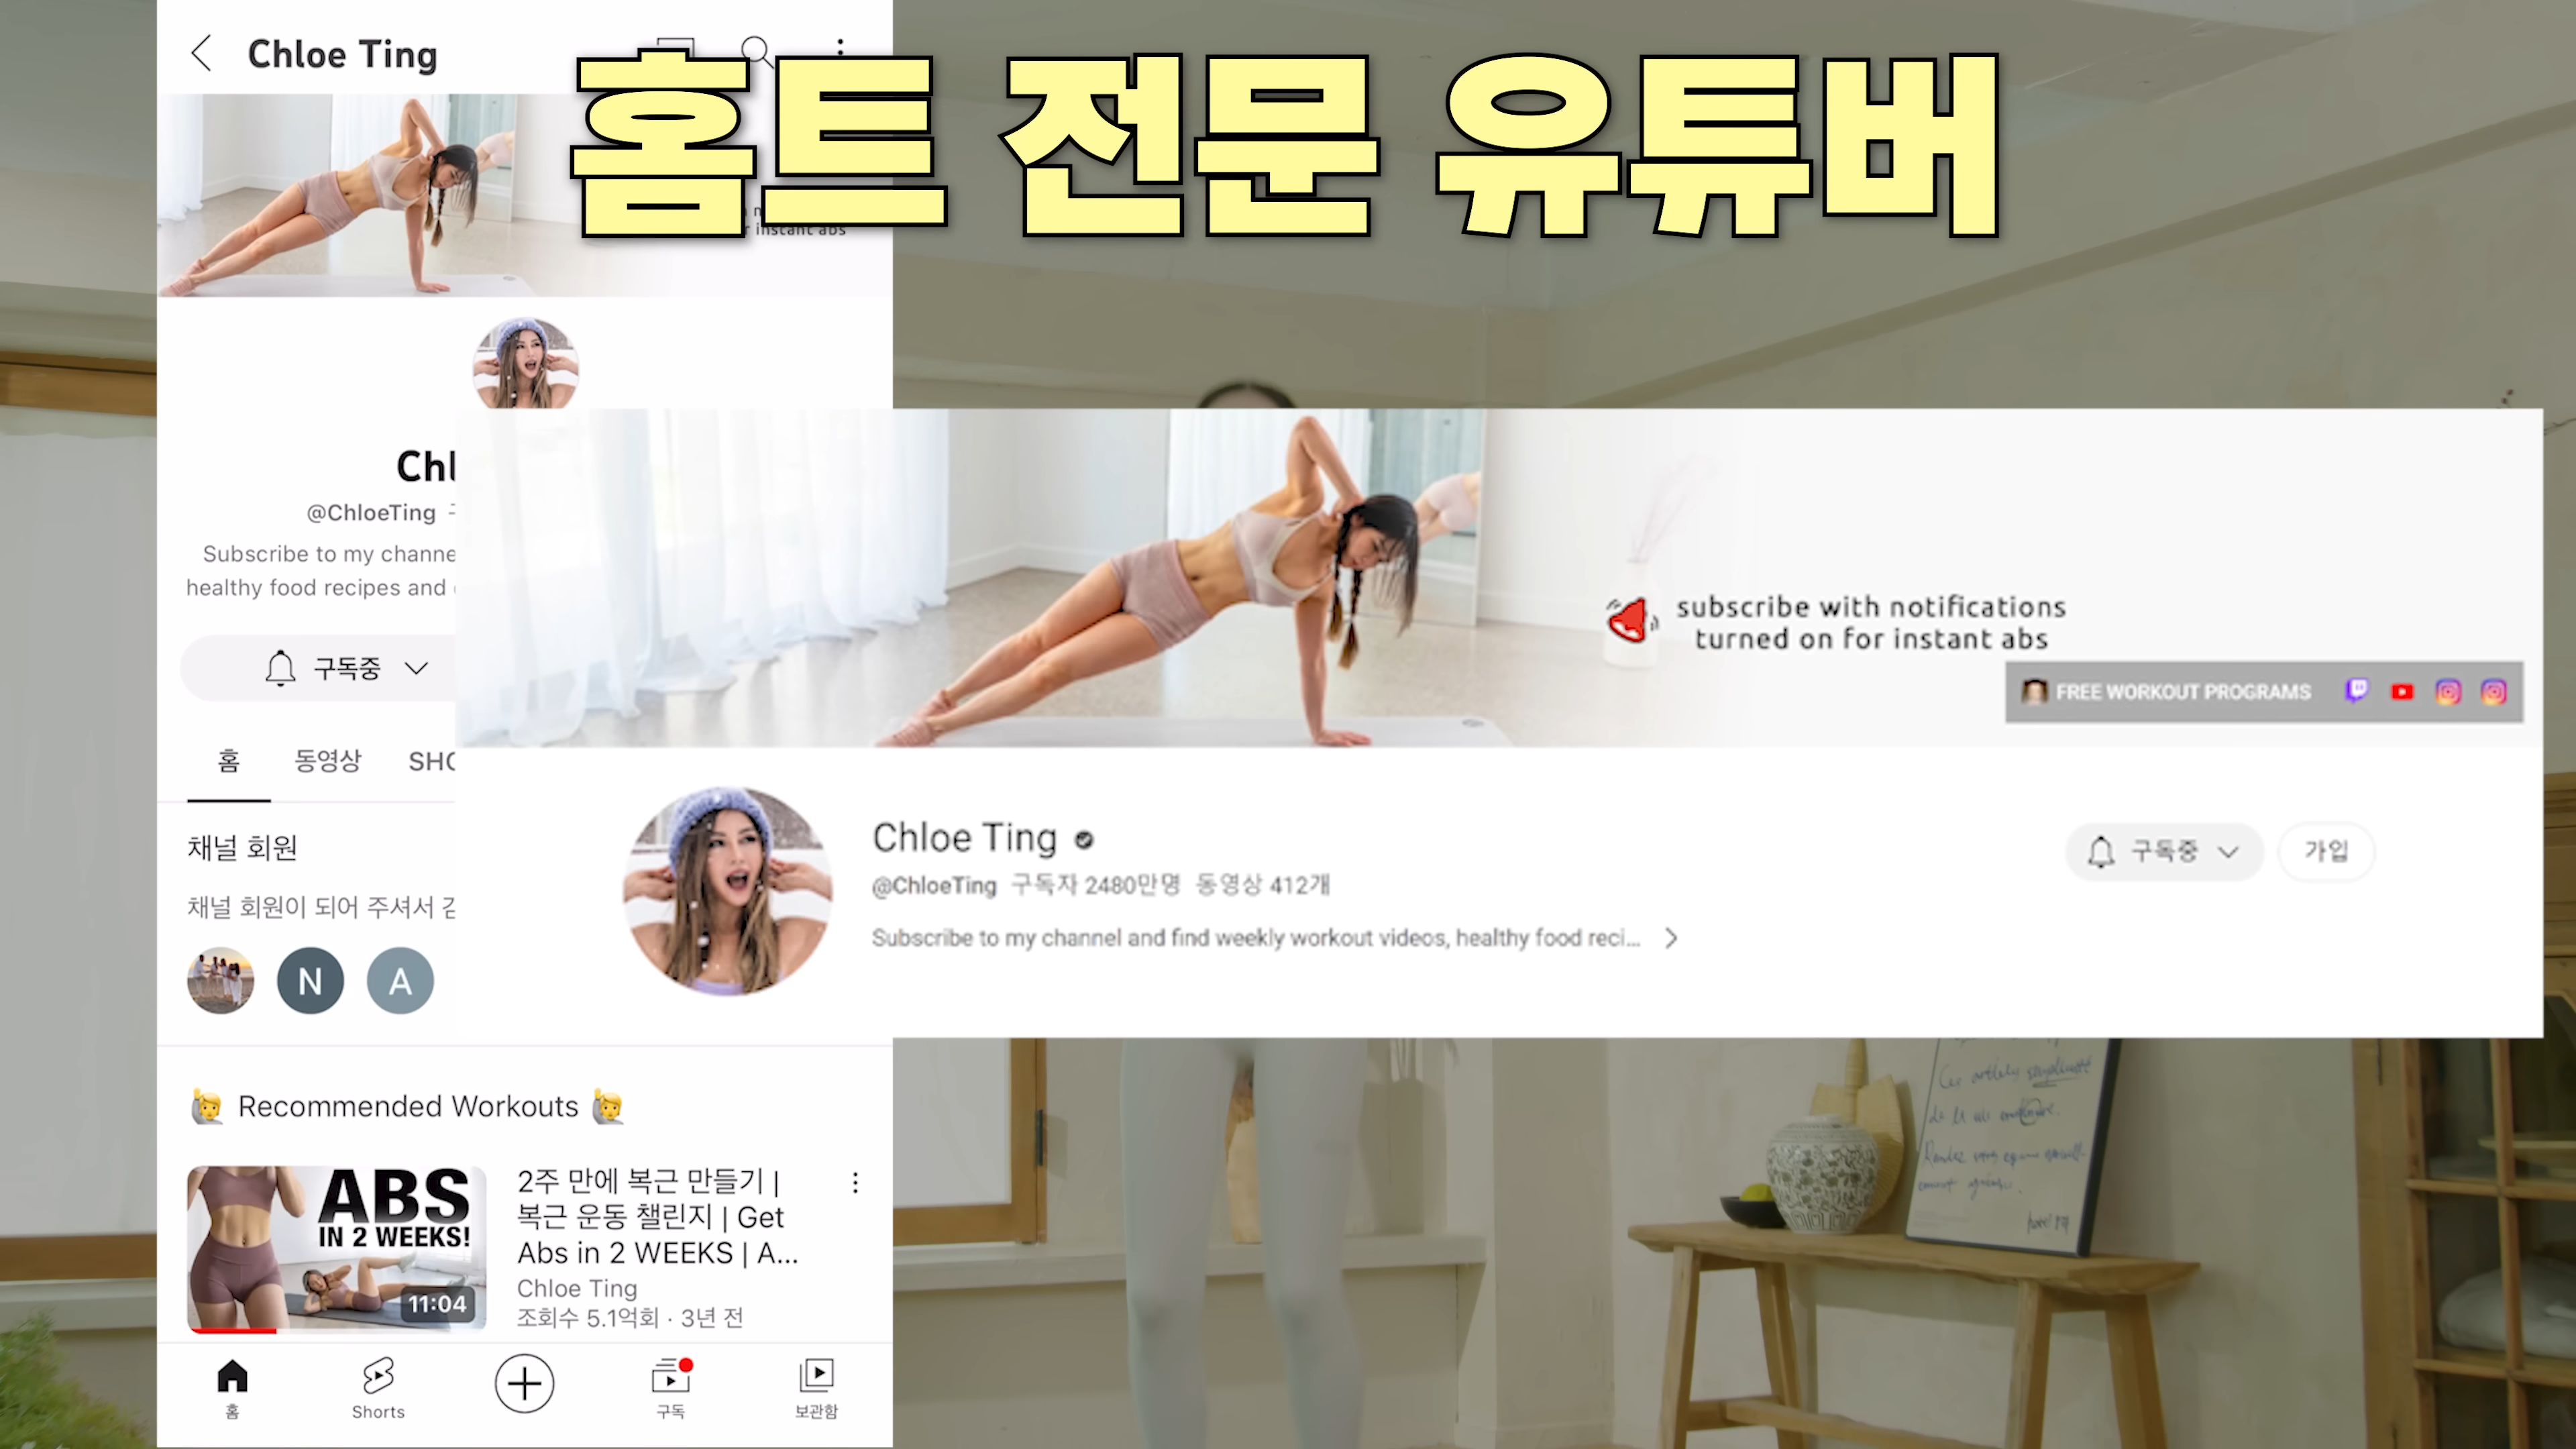 홈트 전문 유튜버
Chloe Ting
instant abs
Chl
@ChloeTing
Subscribe to my channe
healthy food recipes and
구독중
홈 동영상 SHO
채널 회원
채널 회원이 되어 주셔서 감
N A
Recommended Workouts
ABS
IN 2 WEEKS!
11:04
2주 만에 복근 만들기 |
복근 운동 챌린지 | Get
Abs in 2 WEEKS | A...
Chloe Ting
조회수 5.1억회 · 3년 전
홈 Shorts 구독 보관함
subscribe with notifications
turned on for instant abs
FREE WORKOUT PROGRAMS
Chloe Ting
@ChloeTing 구독자 2480만명 동영상 412개
Subscribe to my channel and find weekly workout videos, healthy food reci...
구독중 가입